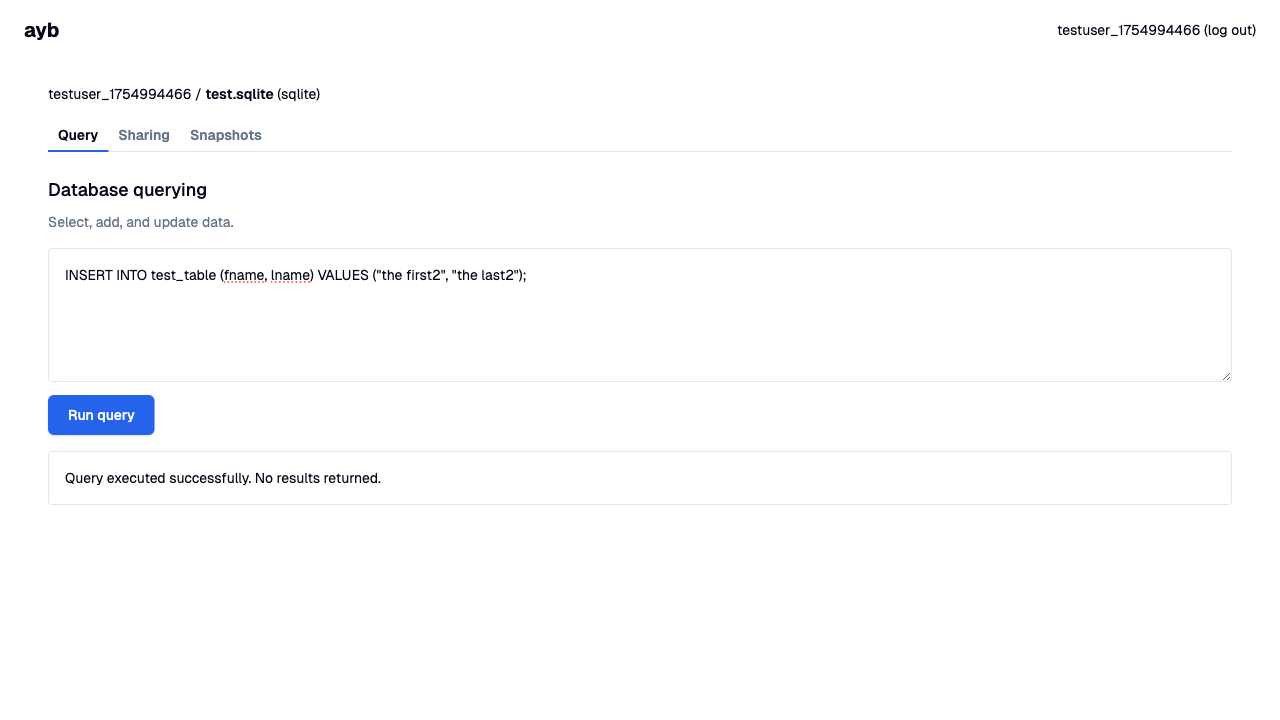 ayb
testuser_1754994466 (log out)
testuser_1754994466 / test.sqlite (sqlite)
Query Sharing Snapshots
Database querying
Select, add, and update data.
INSERT INTO test_table (fname, lname) VALUES ("the first2", "the last2");
Run query
Query executed successfully. No results returned.